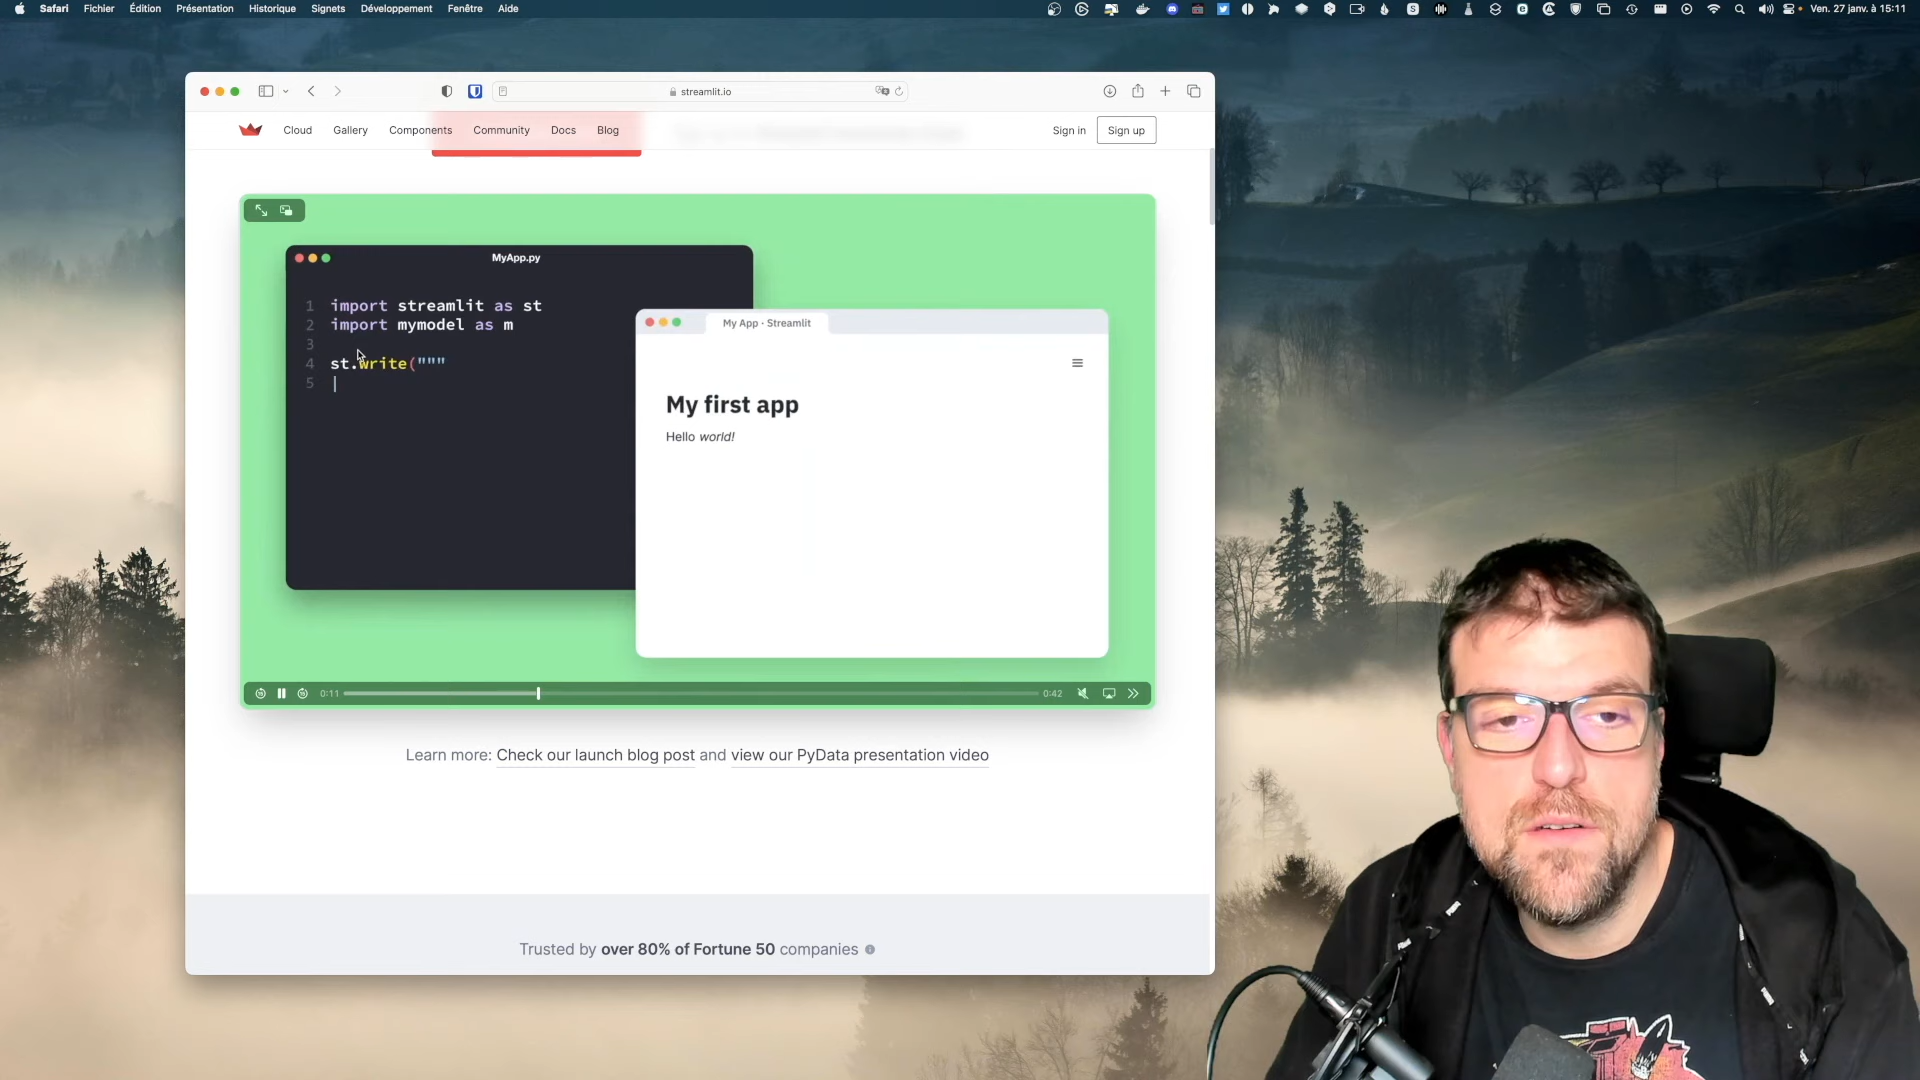 Safari Fichier Édition Présentation Historique Signets Développement Fenêtre Aide
Ven. 27 janv. à 15:11
streamlit.io
Cloud Gallery Components Community Docs Blog
Sign in Sign up
MyApp.py
1 import streamlit as st
2 import mymodel as m
3
4 st.write("""
5
My App · Streamlit
My first app
Hello world!
0:11
0:42
Learn more: Check our launch blog post and view our PyData presentation video
Trusted by over 80% of Fortune 50 companies